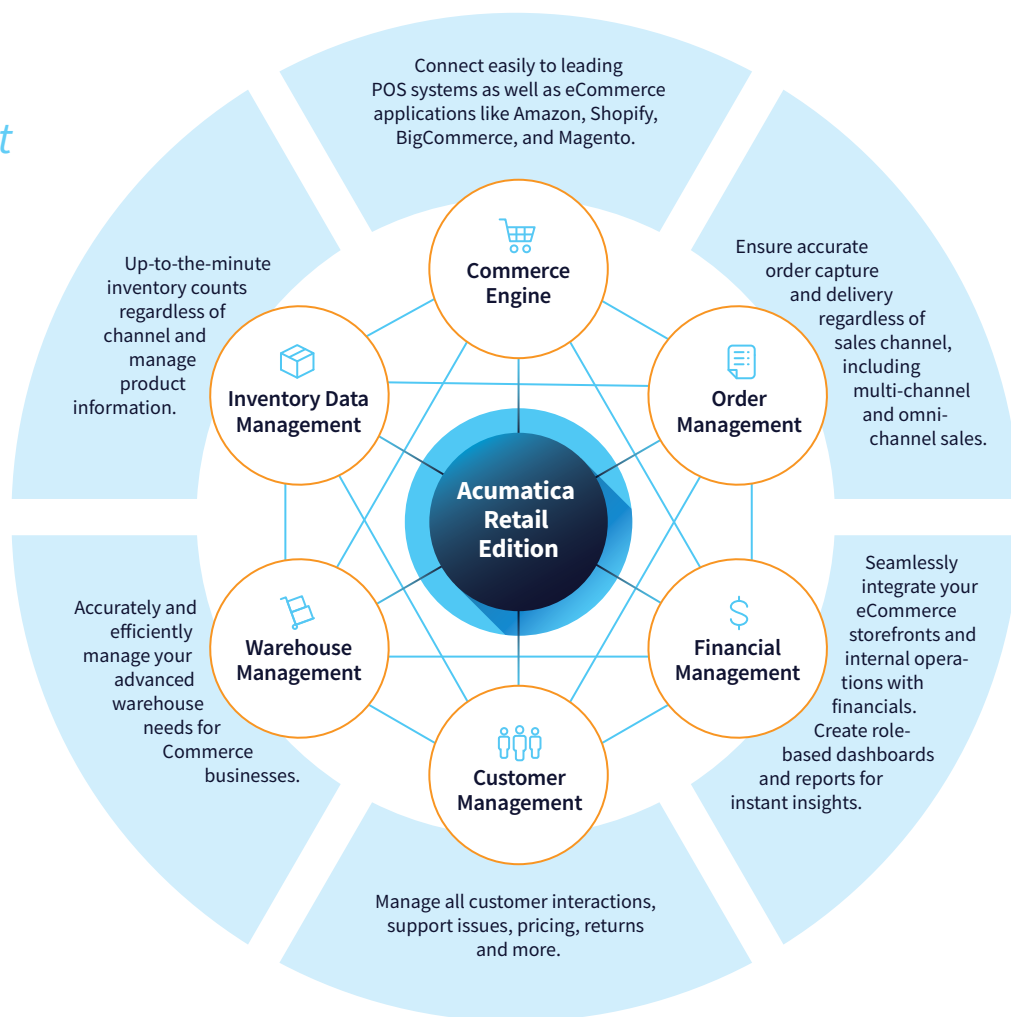 t
Connect easily to leading
POS systems as well as eCommerce
applications like Amazon, Shopify,
BigCommerce, and Magento.
Commerce
Engine
Ensure accurate
order capture
and delivery
regardless of
sales channel,
including
multi-channel
and omni-
channel sales.
Order
Management
Seamlessly
integrate your
eCommerce
storefronts and
internal opera-
tions with
financials.
Create role-
based dashboards
and reports for
instant insights.
Financial
Management
Manage all customer interactions,
support issues, pricing, returns
and more.
Customer
Management
Accurately and
efficiently
manage your
advanced
warehouse
needs for
Commerce
businesses.
Warehouse
Management
Up-to-the-minute
inventory counts
regardless of
channel and
manage
product
information.
Inventory Data
Management
Acumatica
Retail
Edition